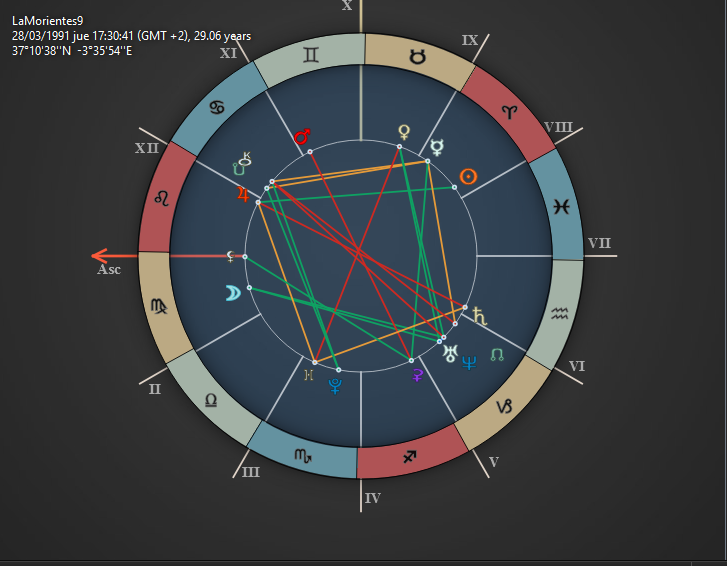 LaMorientes9
28/03/1991 jue 17:30:41 (GMT +2), 29.06 years
37°10'38''N -3°35'54''E
X
XI
IX
XII
VIII
Asc
VII
II
VI
III
V
IV